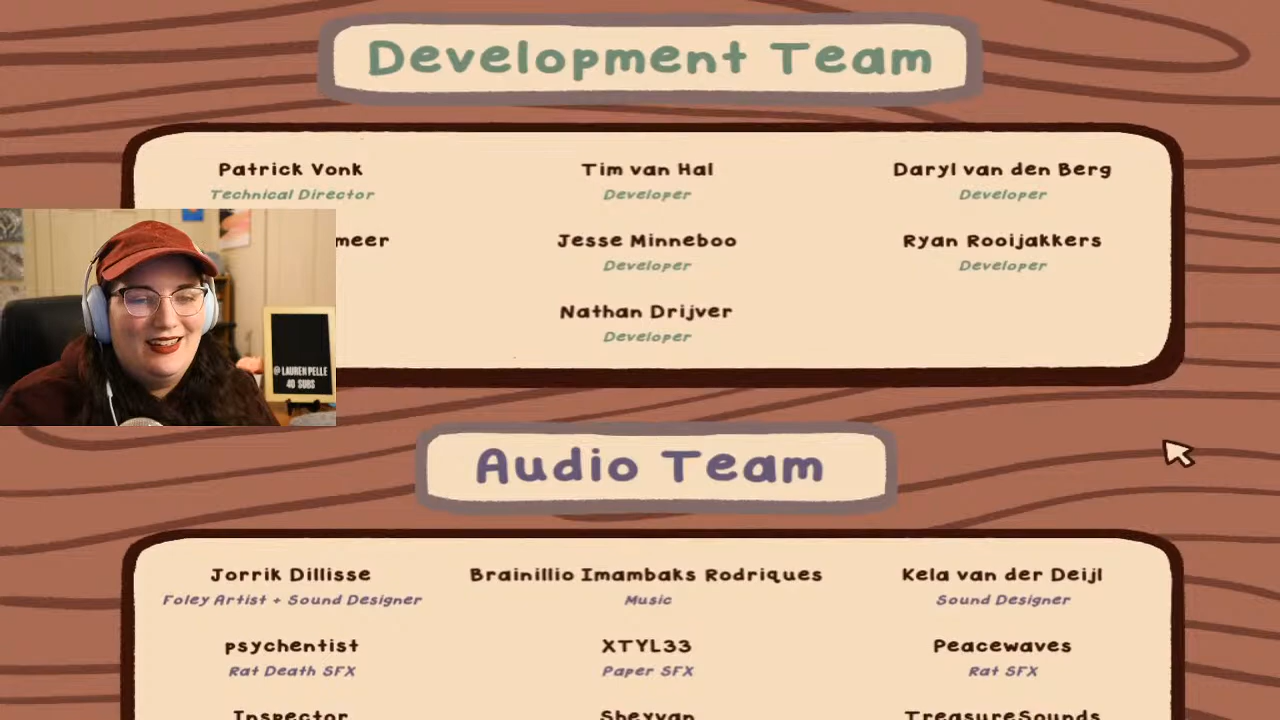 Development Team
Patrick Vonk
Tim van Hal
Daryl van den Berg
Technical Director
Developer
Developer
meer
Jesse Minneboo
Ryan Rooijakkers
Developer
Developer
Nathan Drijver
Developer
@LAUREN PELLE
40 SUBS
Audio Team
Jorrik Dillisse
Brainillio Imambaks Rodriques
Kela van der Deijl
Foley Artist + Sound Designer
Music
Sound Designer
psychentist
XTYL33
Peacewaves
Rat Death SFX
Paper SFX
Rat SFX
Inspector
Sheyvan
TreasureSounds